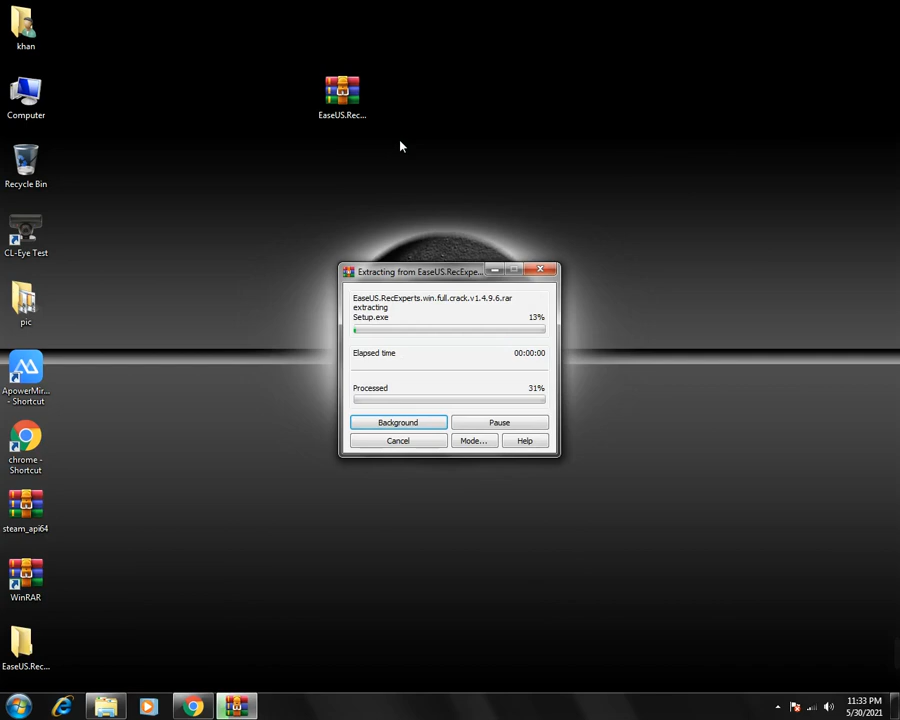 khan
Computer
Recycle Bin
CL-Eye Test
pic
ApowerMir...
- Shortcut
chrome -
Shortcut
steam_api64
WinRAR
EaseUS.Rec...
EaseUS.Rec...
Extracting from EaseUS.RecExpe...
EaseUS.RecExperts.win.full.crack.v1.4.9.6.rar
extracting
Setup.exe 13%
Elapsed time 00:00:00
Processed 31%
Background Pause
Cancel Mode... Help
11:33 PM
5/30/2021